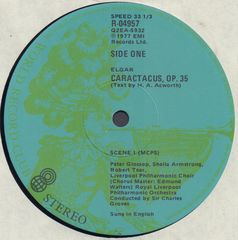 SPEED 33 1/3
R-04957
Q2EA-5932
℗ 1977 EMI
Records Ltd.
SIDE ONE
ELGAR
CARACTACUS, OP. 35
(Text by H. A. Acworth)
SCENE I (MCPS)
Peter Glossop, Sheila Armstrong,
Robert Tear,
Liverpool Philharmonic Choir
(Chorus Master: Edmund
Walters) Royal Liverpool
Philharmonic Orchestra
Conducted by Sir Charles
Groves
Sung in English
STEREO